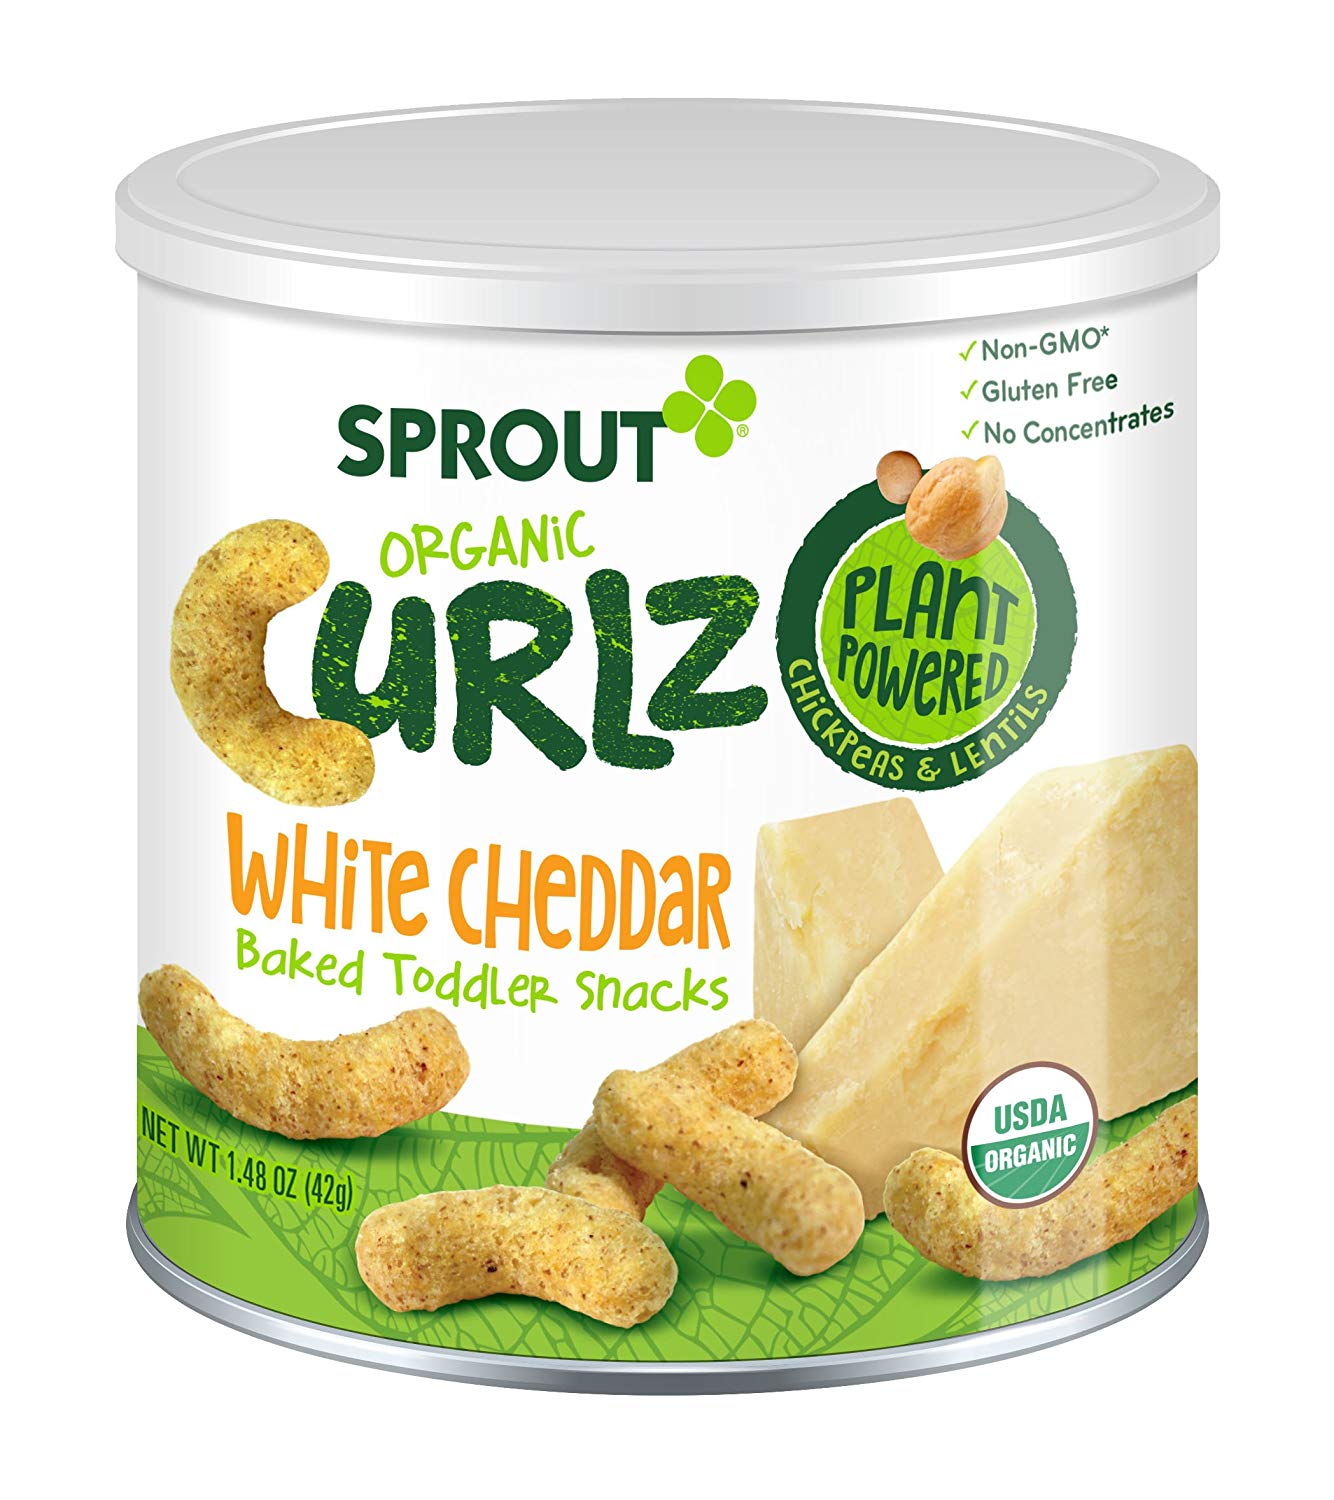 ✓ Non-GMO*
✓ Gluten Free
✓ No Concentrates
SPROUT®
ORGANIC
CURLZ
PLANT
POWERED
CHICKPEAS & LENTILS
WHITE CHEDDAR
Baked Toddler Snacks
NET WT 1.48 OZ (42g)
USDA
ORGANIC